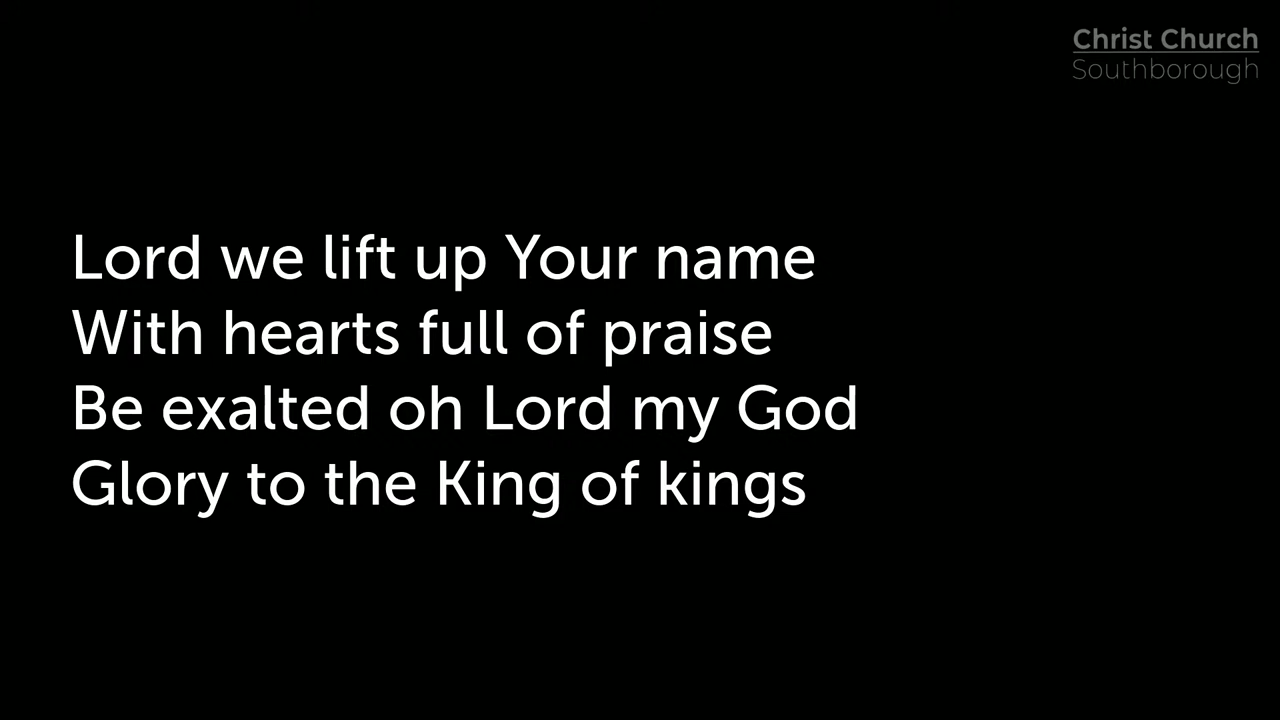 Christ Church
Southborough
Lord we lift up Your name
With hearts full of praise
Be exalted oh Lord my God
Glory to the King of kings